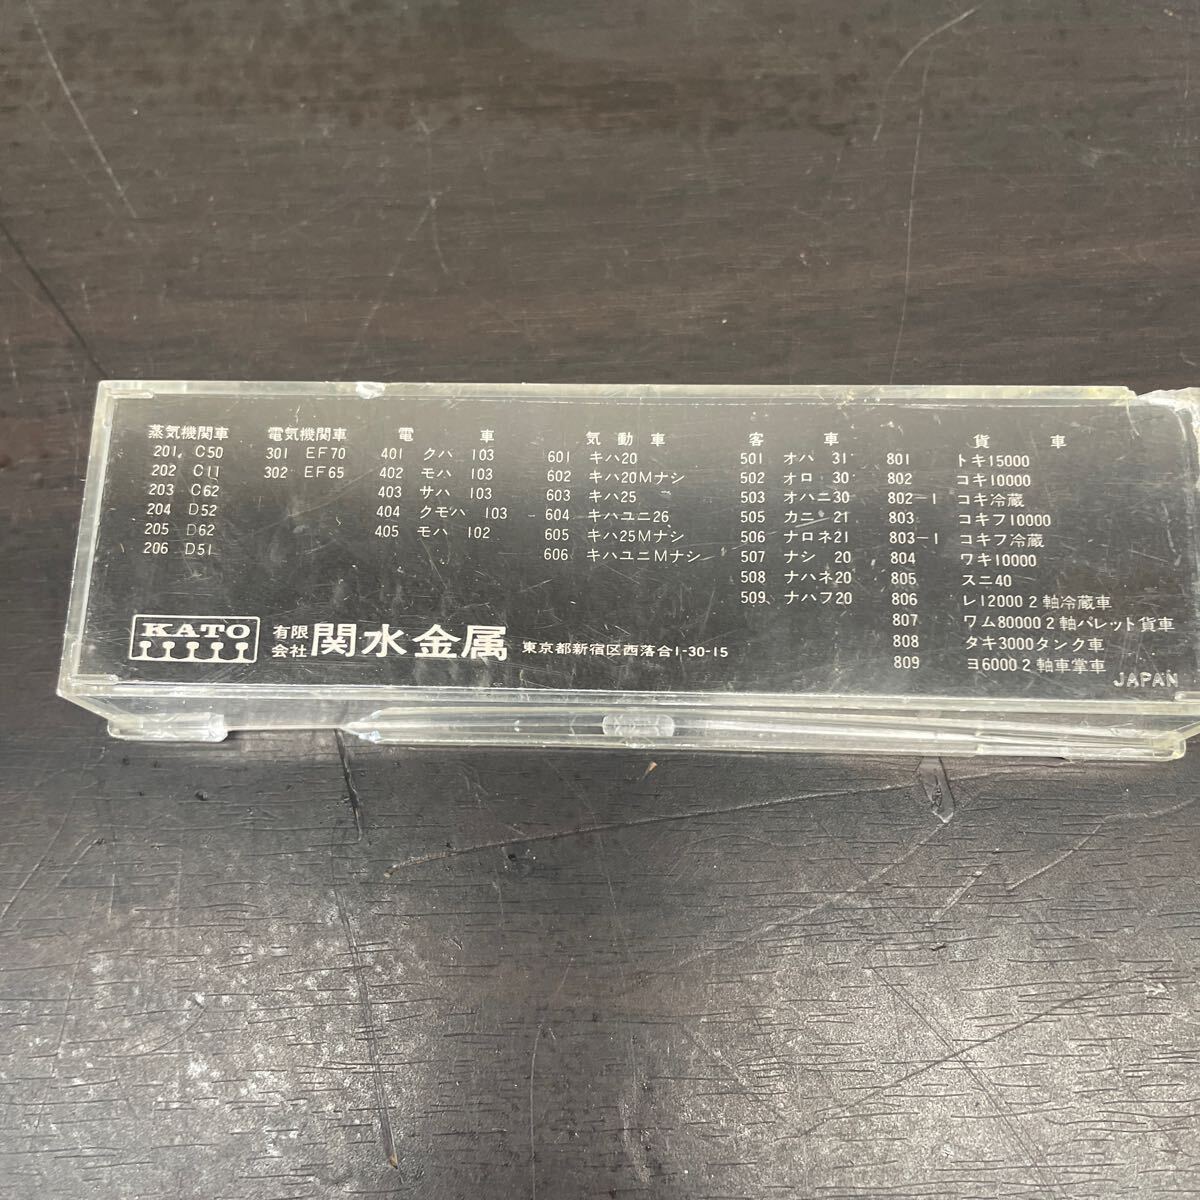 蒸気機関車
201 C50
202 C11
203 C62
204 D52
205 D62
206 D51
電気機関車
301 EF70
302 EF65
電 車
401 クハ 103
402 モハ 103
403 サハ 103
404 クモハ 103
405 モハ 102
気動車
601 キハ20
602 キハ20Mナシ
603 キハ25
604 キハユニ26
605 キハ25Mナシ
606 キハユニMナシ
客 車
501 オハ 31
502 オロ 30
503 オハニ30
505 カニ 21
506 ナロネ21
507 ナシ 20
508 ナハネ20
509 ナハフ20
貨 車
801 トキ15000
802 コキ10000
802-1 コキ冷蔵
803 コキフ10000
803-1 コキフ冷蔵
804 ワキ10000
805 スニ40
806 レ12000 2軸冷蔵車
807 ワム80000 2軸パレット貨車
808 タキ3000タンク車
809 ヨ6000 2軸車掌車
KATO
有限会社 関水金属 東京都新宿区西落合1-30-15
JAPAN